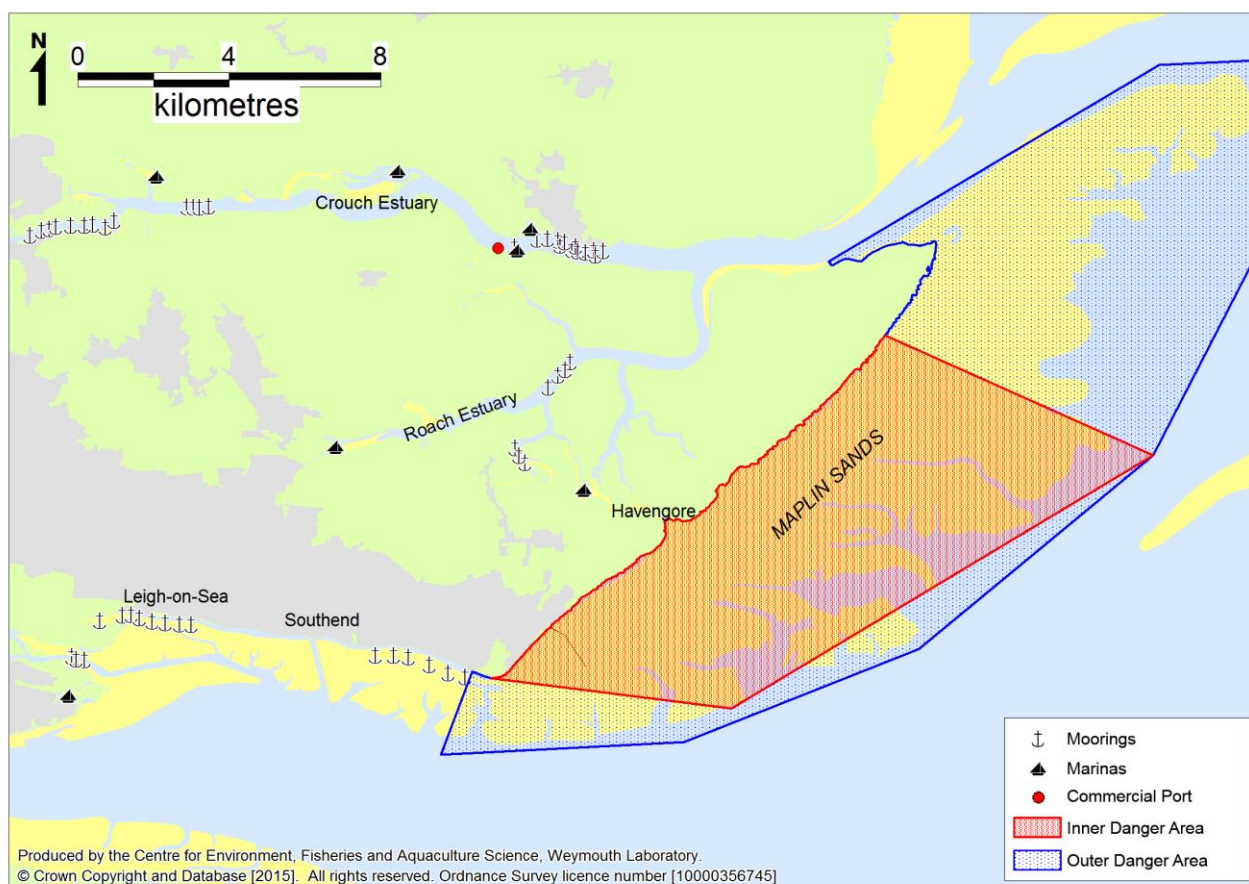 N
0 4 8
kilometres
Crouch Estuary
Roach Estuary
MAPLIN SANDS
Havengore
Leigh-on-Sea
Southend
Moorings
Marinas
Commercial Port
Inner Danger Area
Outer Danger Area
Produced by the Centre for Environment, Fisheries and Aquaculture Science, Weymouth Laboratory.
© Crown Copyright and Database [2015]. All rights reserved. Ordnance Survey licence number [10000356745]